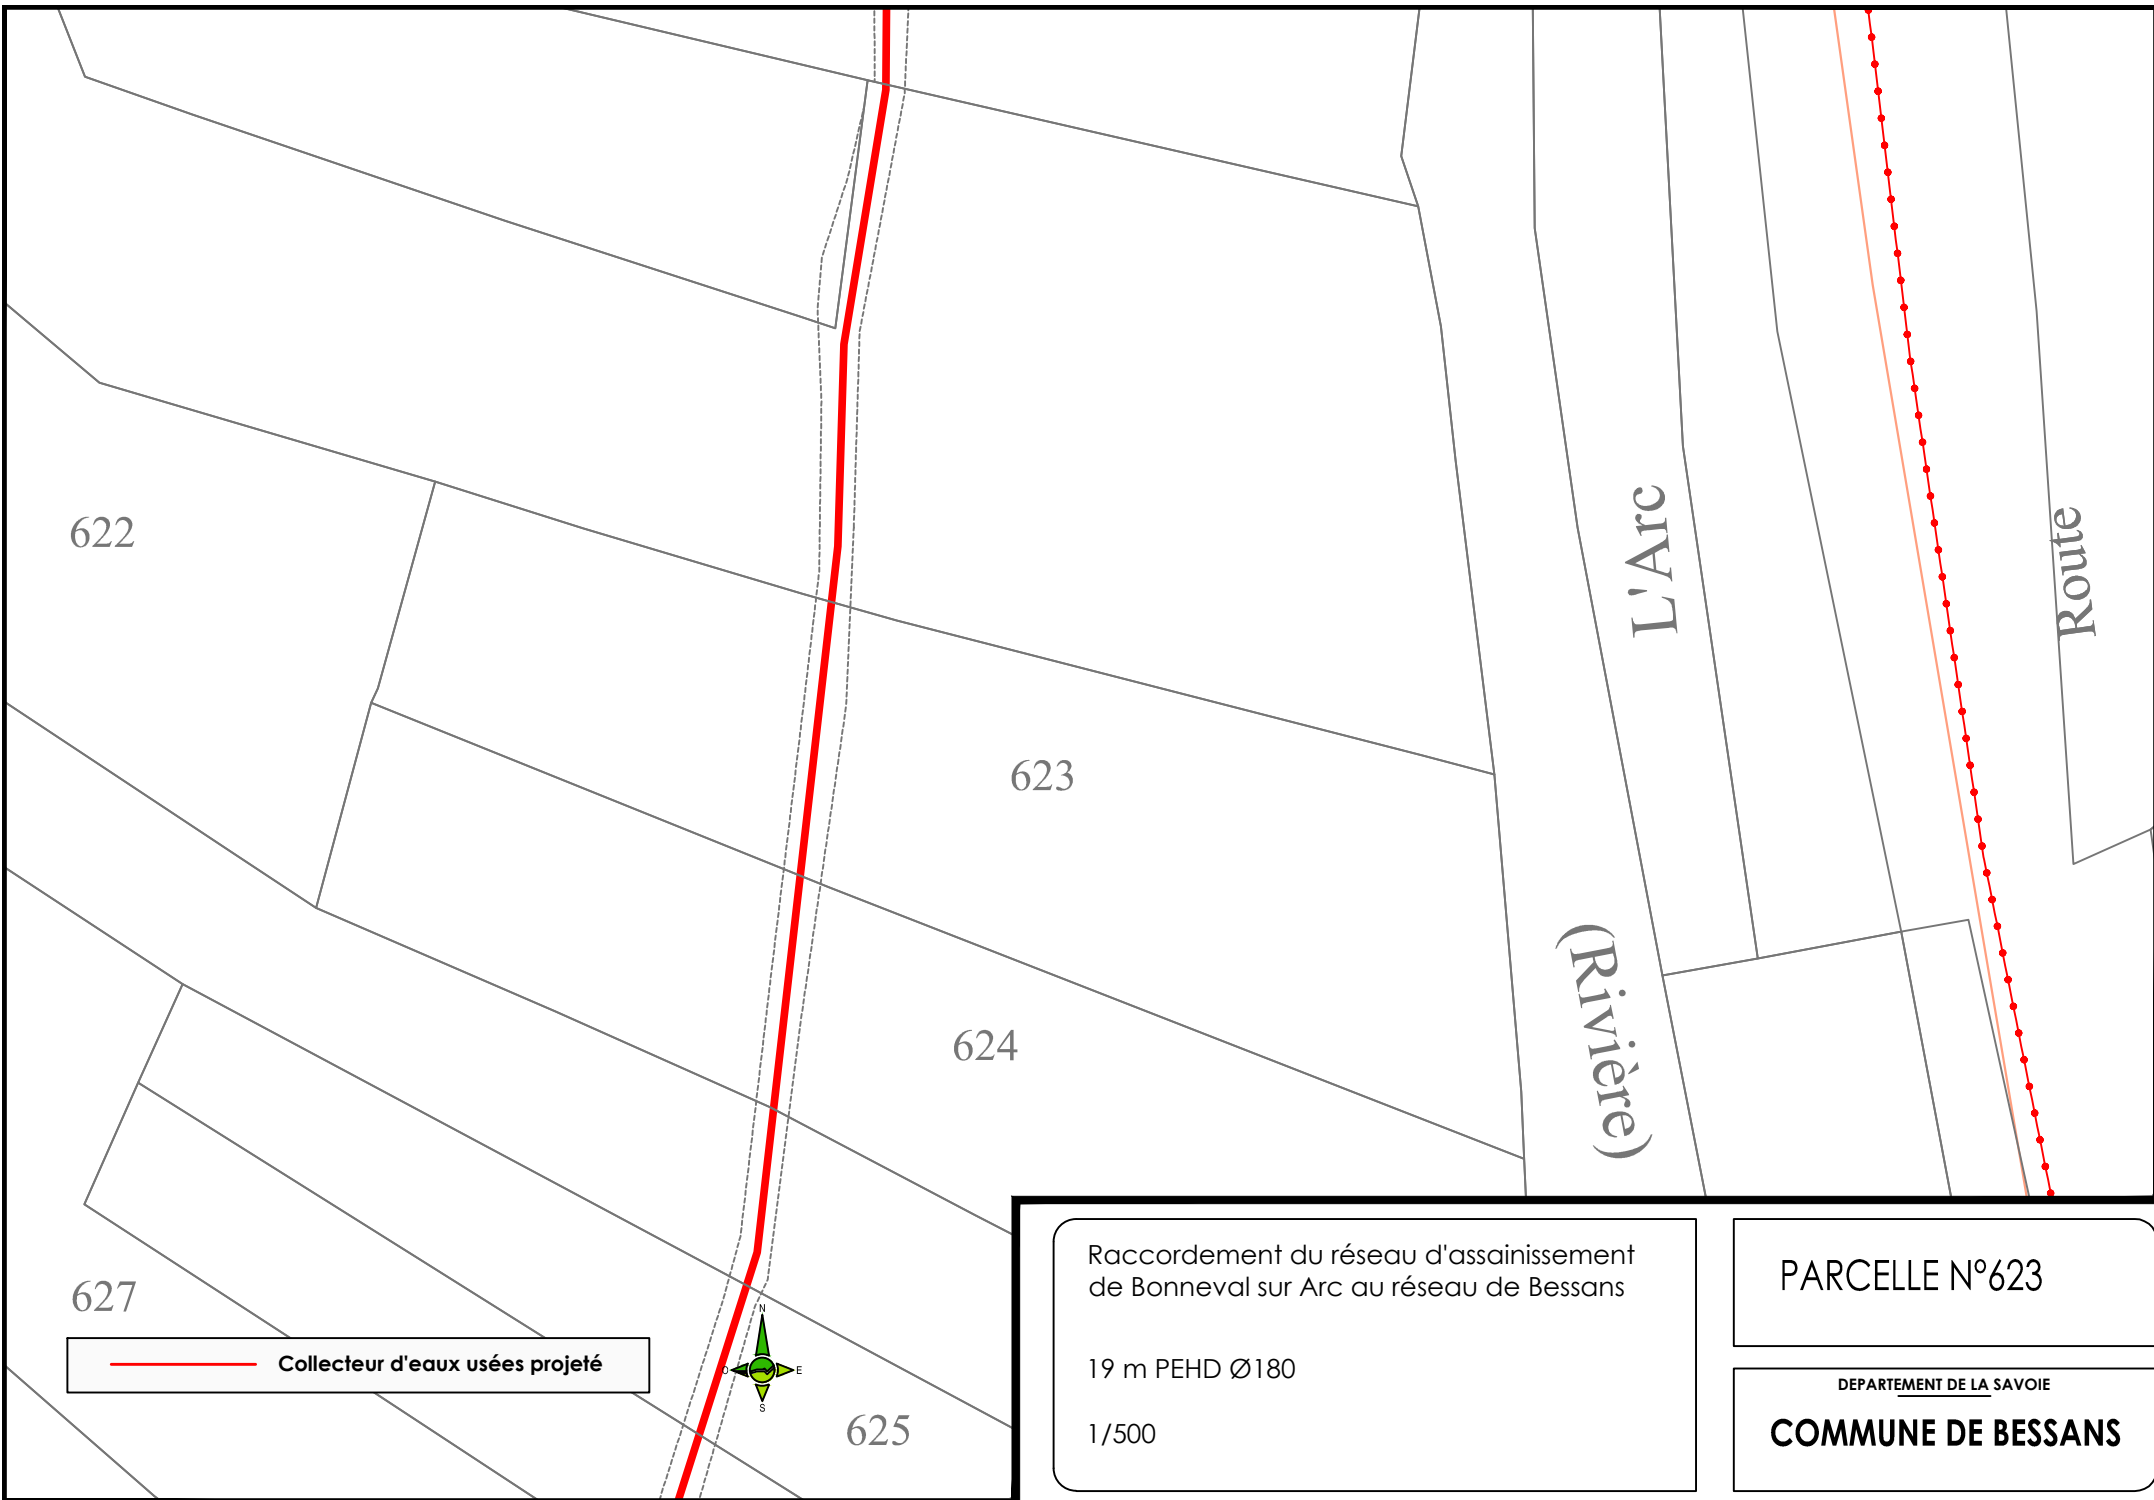 622
623
624
625
627
L'Arc
(Rivière)
Route
Collecteur d'eaux usées projeté
N
O
E
S
Raccordement du réseau d'assainissement
de Bonneval sur Arc au réseau de Bessans
19 m PEHD Ø180
1/500
PARCELLE N°623
DEPARTEMENT DE LA SAVOIE
COMMUNE DE BESSANS